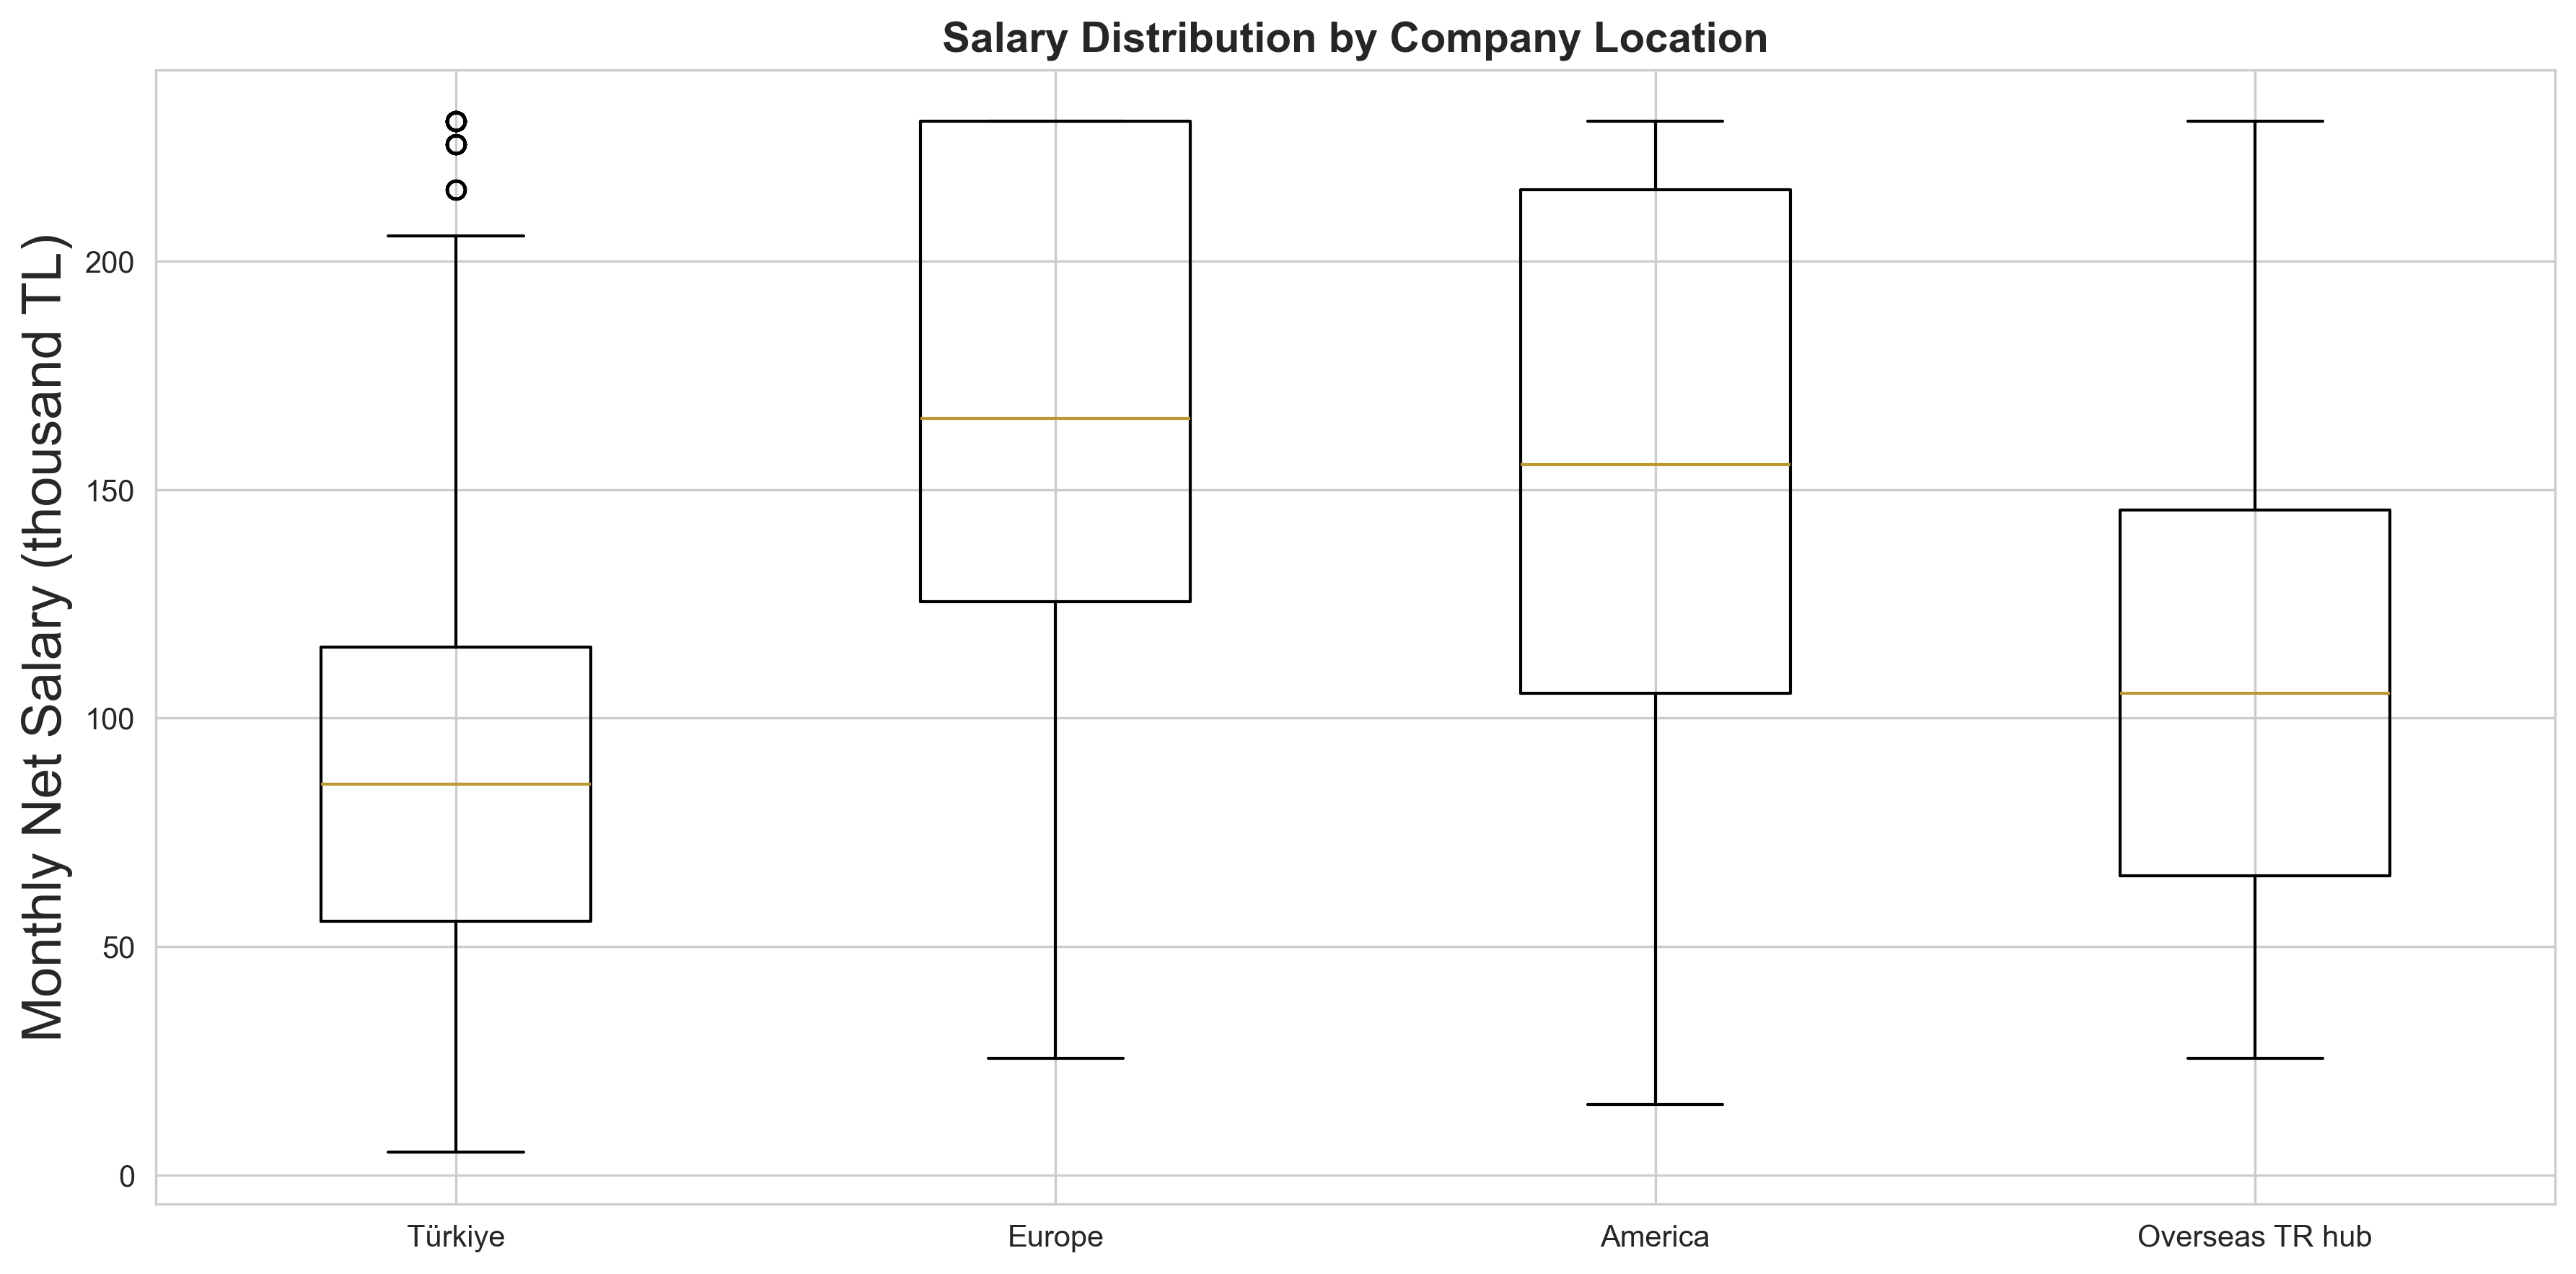 Salary Distribution by Company Location
Monthly Net Salary (thousand TL)
200
150
100
50
0
Türkiye
Europe
America
Overseas TR hub